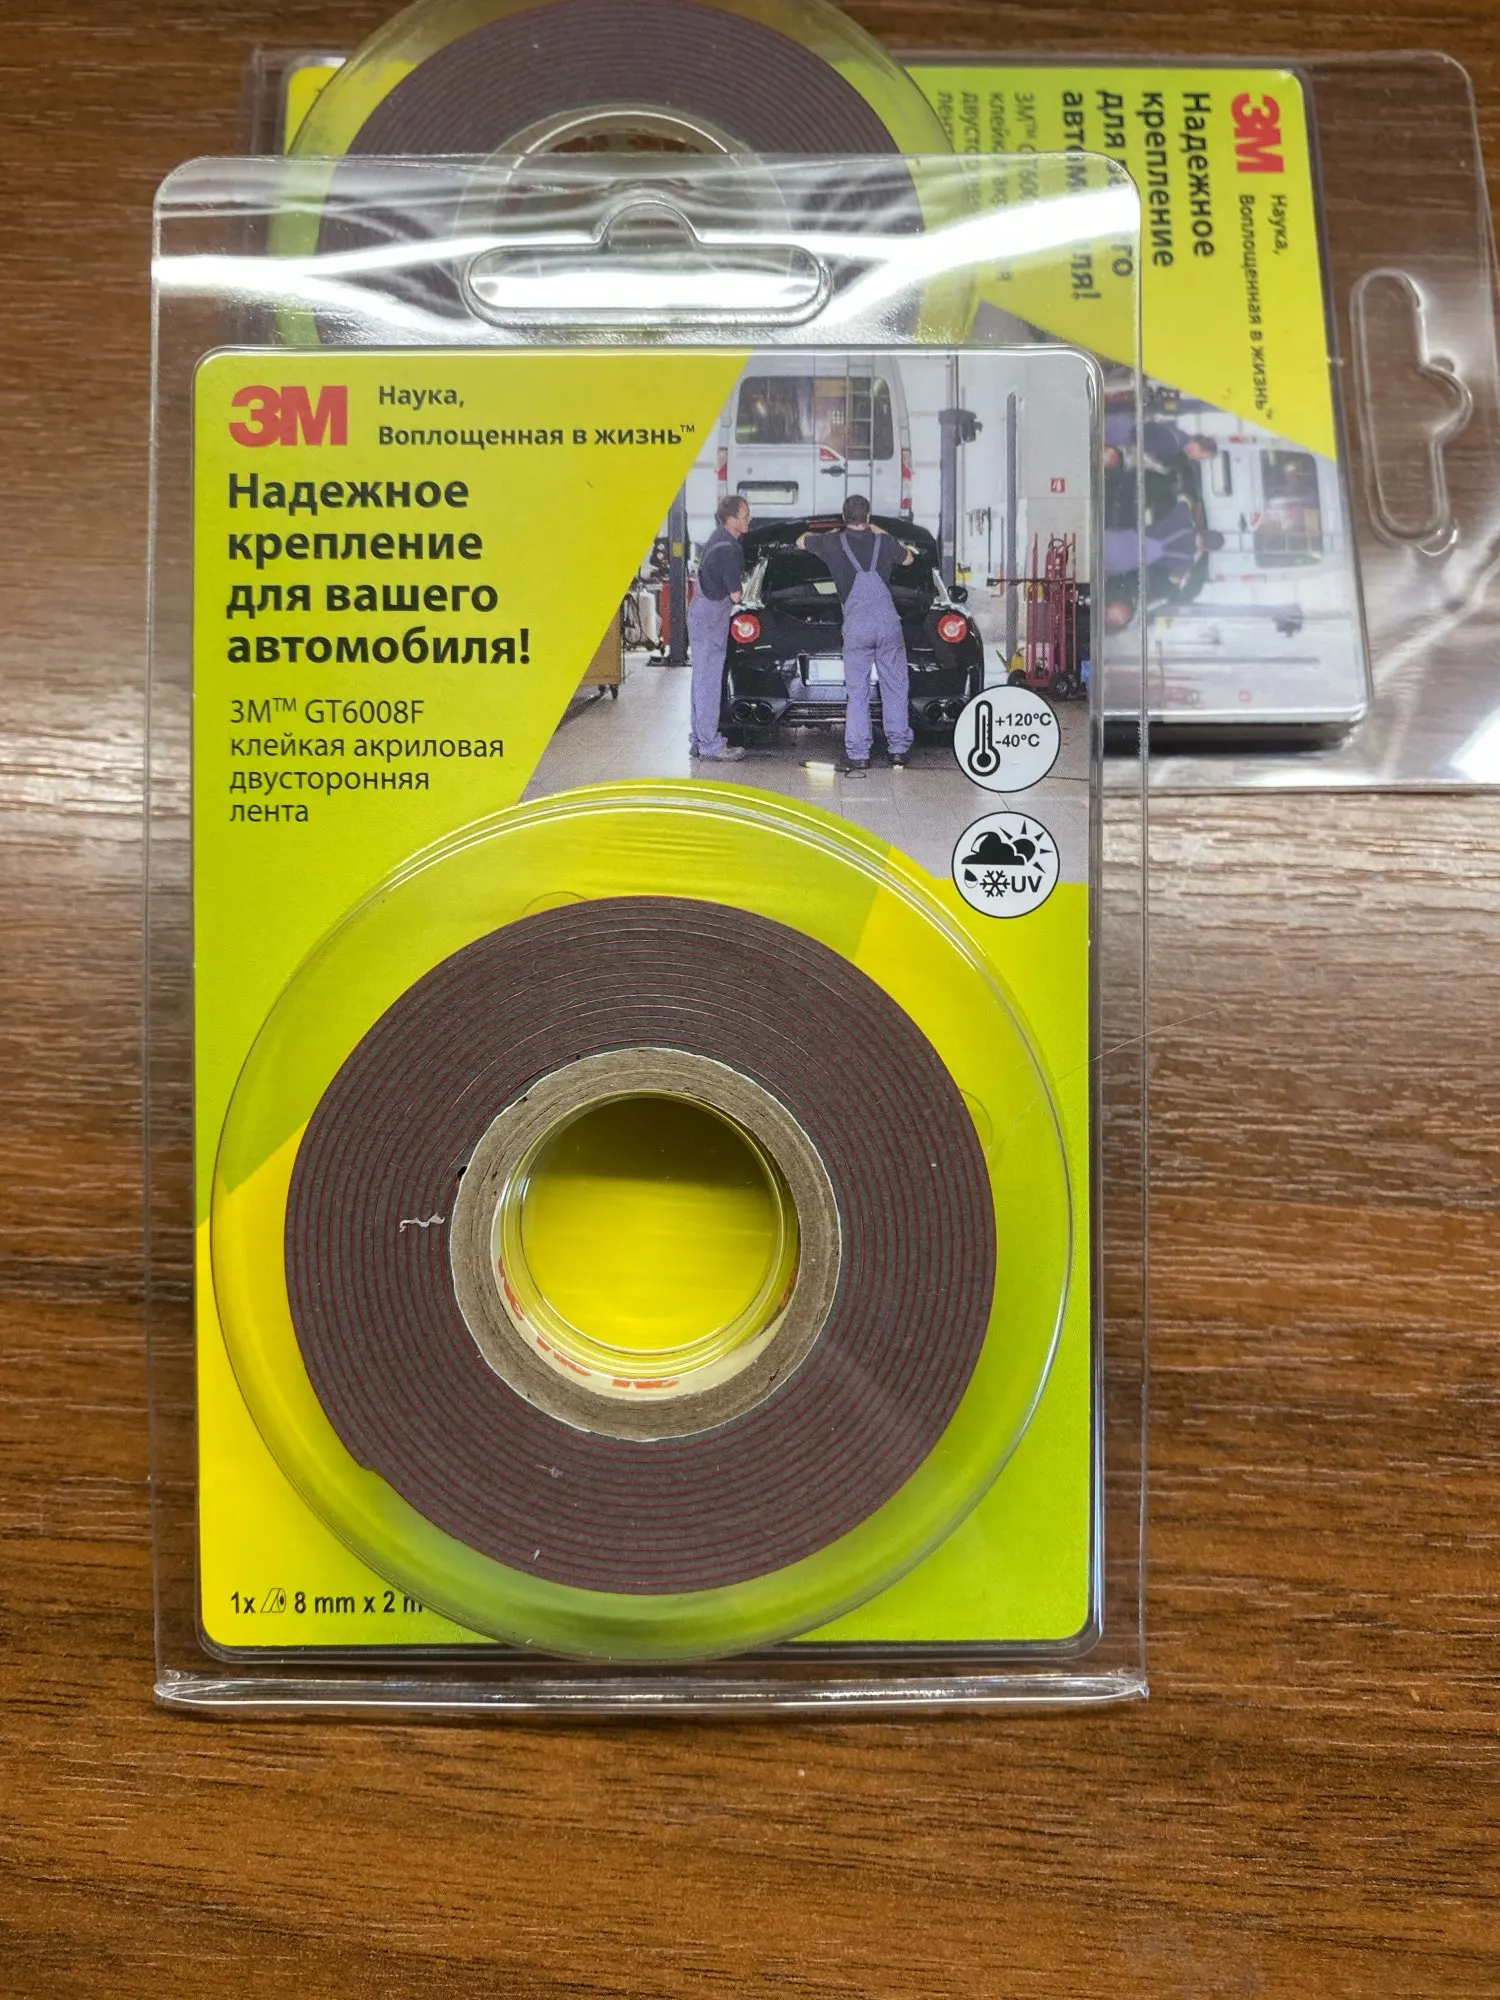 3M Наука,
Воплощенная в жизнь™
Надежное
крепление
для вашего
автомобиля!
3M™ GT6008F
клейкая акриловая
двусторонняя
лента
+120°C
-40°C
UV
1x 8 mm x 2 m
3M Наука,
Воплощенная в жизнь™
Надежное
крепление